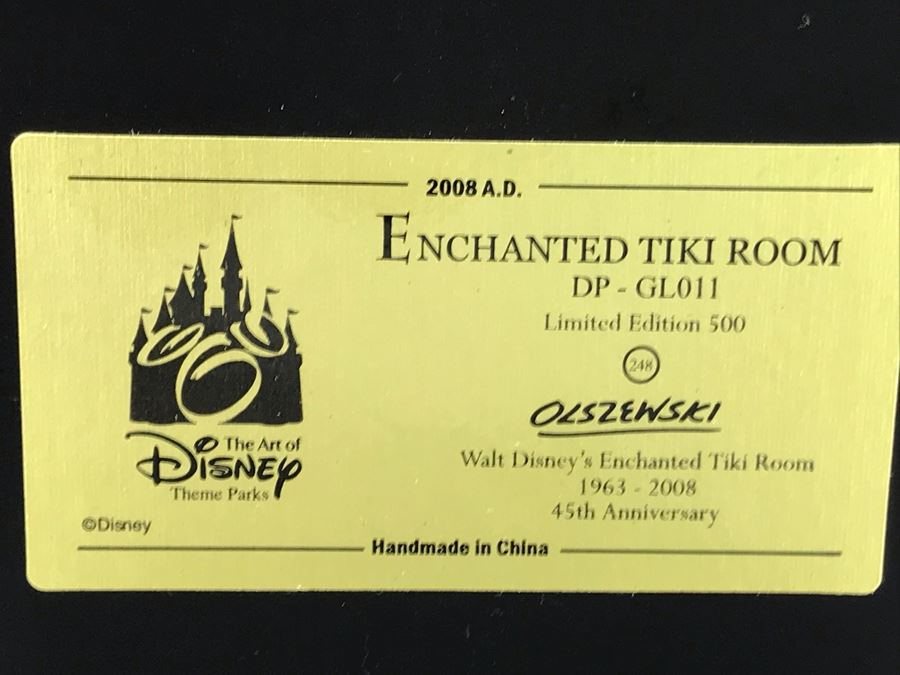 2008 A.D.
ENCHANTED TIKI ROOM
DP - GL011
Limited Edition 500
248
OLSZEWSKI
Walt Disney's Enchanted Tiki Room
1963 - 2008
45th Anniversary
The Art of
DISNEY
Theme Parks
©Disney
Handmade in China